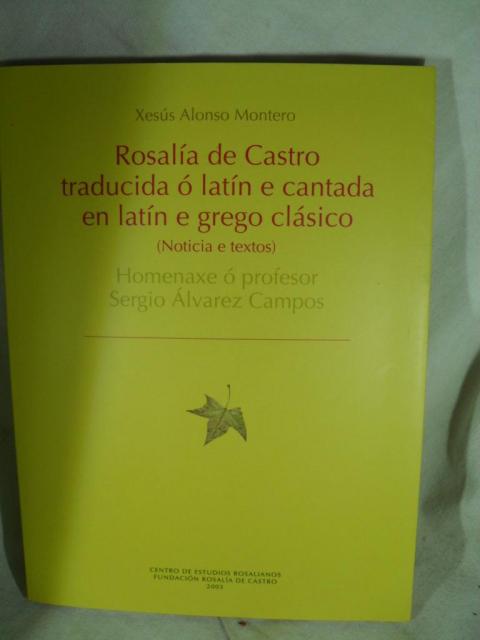 Xesús Alonso Montero
Rosalía de Castro
traducida ó latín e cantada
en latín e grego clásico
(Noticia e textos)
Homenaxe ó profesor
Sergio Álvarez Campos
CENTRO DE ESTUDIOS ROSALIANOS
FUNDACIÓN ROSALÍA DE CASTRO
2003